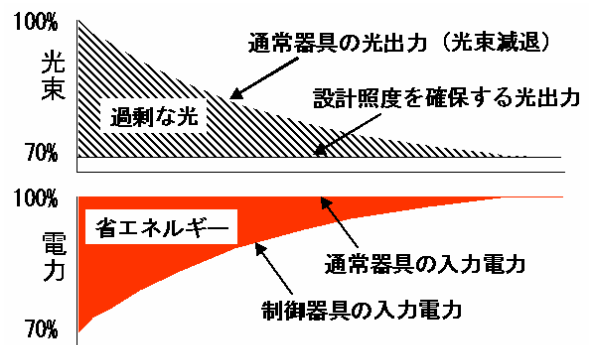 100%
通常器具の光出力（光束減退）
光束
設計照度を確保する光出力
過剰な光
70%
100%
省エネルギー
電力
通常器具の入力電力
制御器具の入力電力
70%